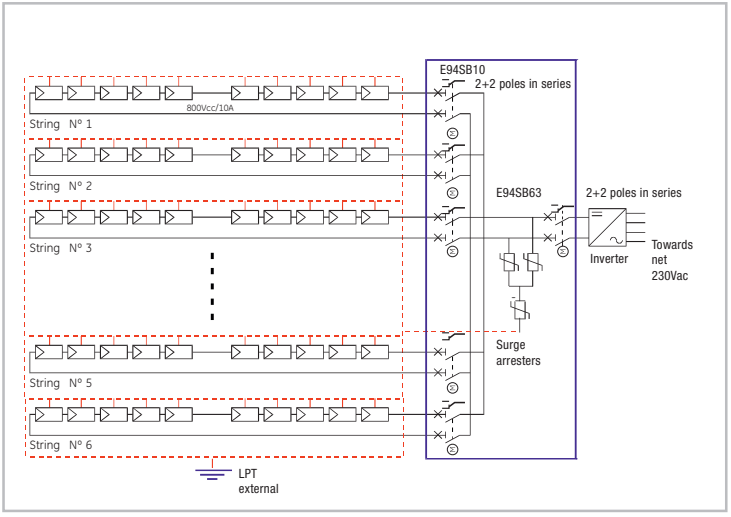 E94SB10
2+2 poles in series
800Vcc/10A
String N° 1
M
String N° 2
M
E94SB63
2+2 poles in series
String N° 3
M
M
Inverter
Towards
net
230Vac
Surge
arresters
String N° 5
M
String N° 6
M
LPT
external